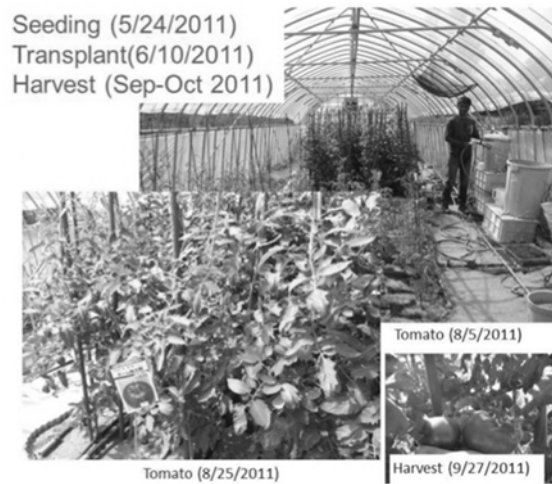 Seeding (5/24/2011)
Transplant(6/10/2011)
Harvest (Sep-Oct 2011)
Tomato (8/5/2011)
Tomato (8/25/2011)
Harvest (9/27/2011)